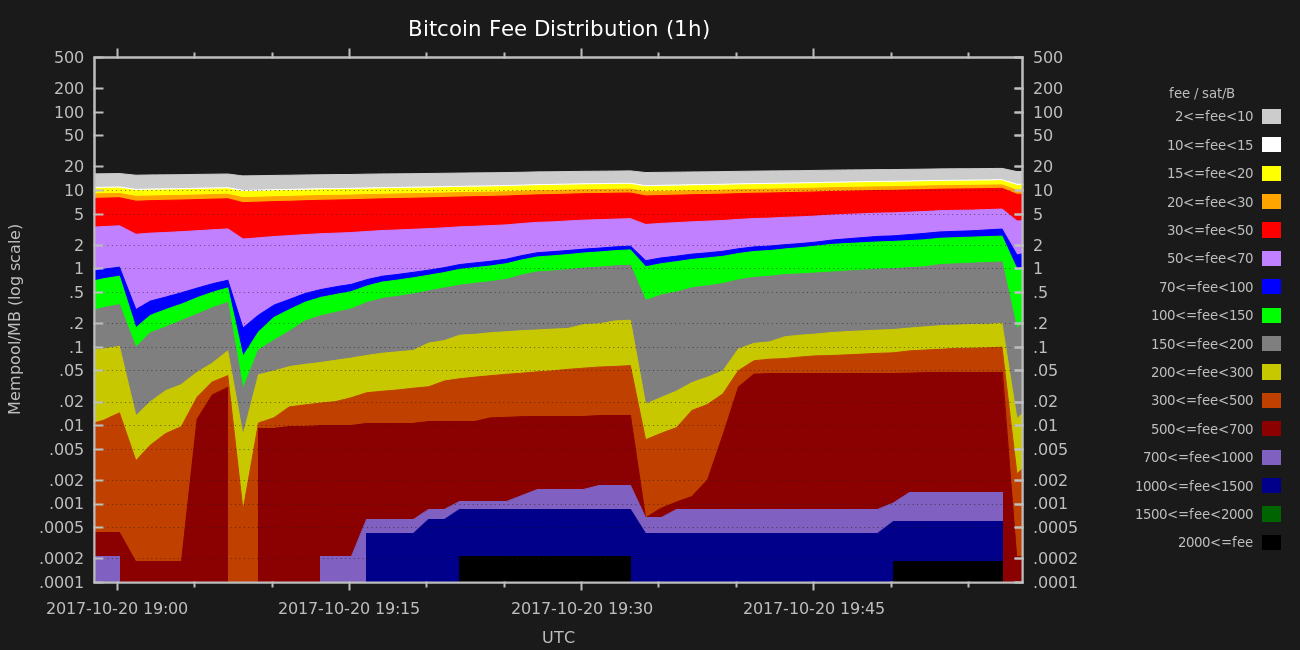 Bitcoin Fee Distribution (1h)
500
200
100
50
20
10
5
2
1
.5
.2
.1
.05
.02
.01
.005
.002
.001
.0005
.0002
.0001
Mempool/MB (log scale)
500
200
100
50
20
10
5
2
1
.5
.2
.1
.05
.02
.01
.005
.002
.001
.0005
.0002
.0001
2017-10-20 19:00 2017-10-20 19:15 2017-10-20 19:30 2017-10-20 19:45
UTC
fee / sat/B
2<=fee<10
10<=fee<15
15<=fee<20
20<=fee<30
30<=fee<50
50<=fee<70
70<=fee<100
100<=fee<150
150<=fee<200
200<=fee<300
300<=fee<500
500<=fee<700
700<=fee<1000
1000<=fee<1500
1500<=fee<2000
2000<=fee